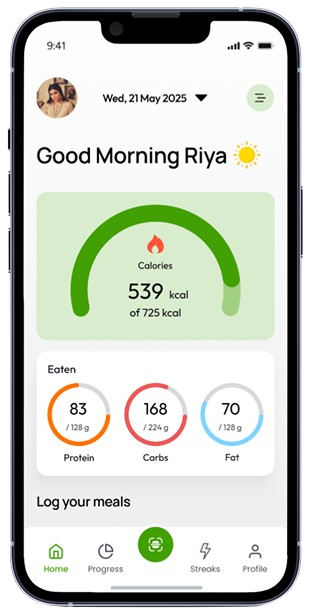 9:41
Wed, 21 May 2025
Good Morning Riya
Calories
539 kcal
of 725 kcal
Eaten
83
/ 128 g
Protein
168
/ 224 g
Carbs
70
/ 128 g
Fat
Log your meals
Home
Progress
Streaks
Profile